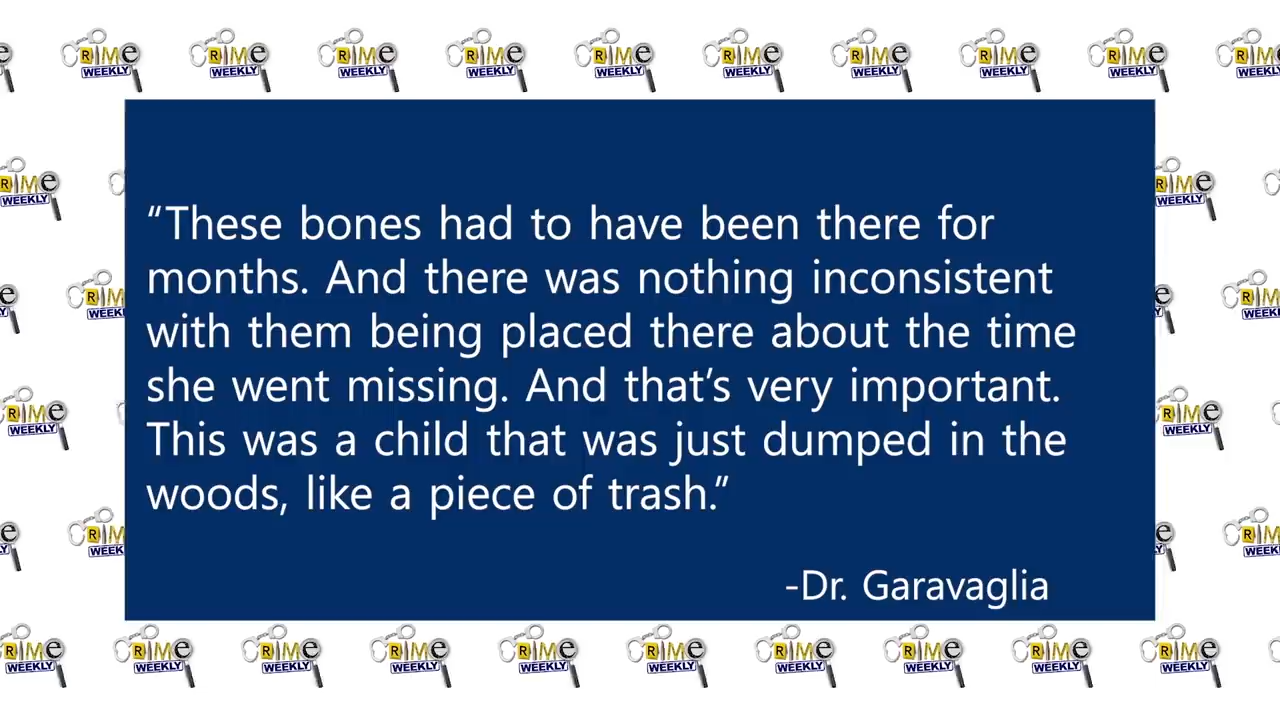 “These bones had to have been there for
months. And there was nothing inconsistent
with them being placed there about the time
she went missing. And that’s very important.
This was a child that was just dumped in the
woods, like a piece of trash.”
-Dr. Garavaglia
CRIME WEEKLY